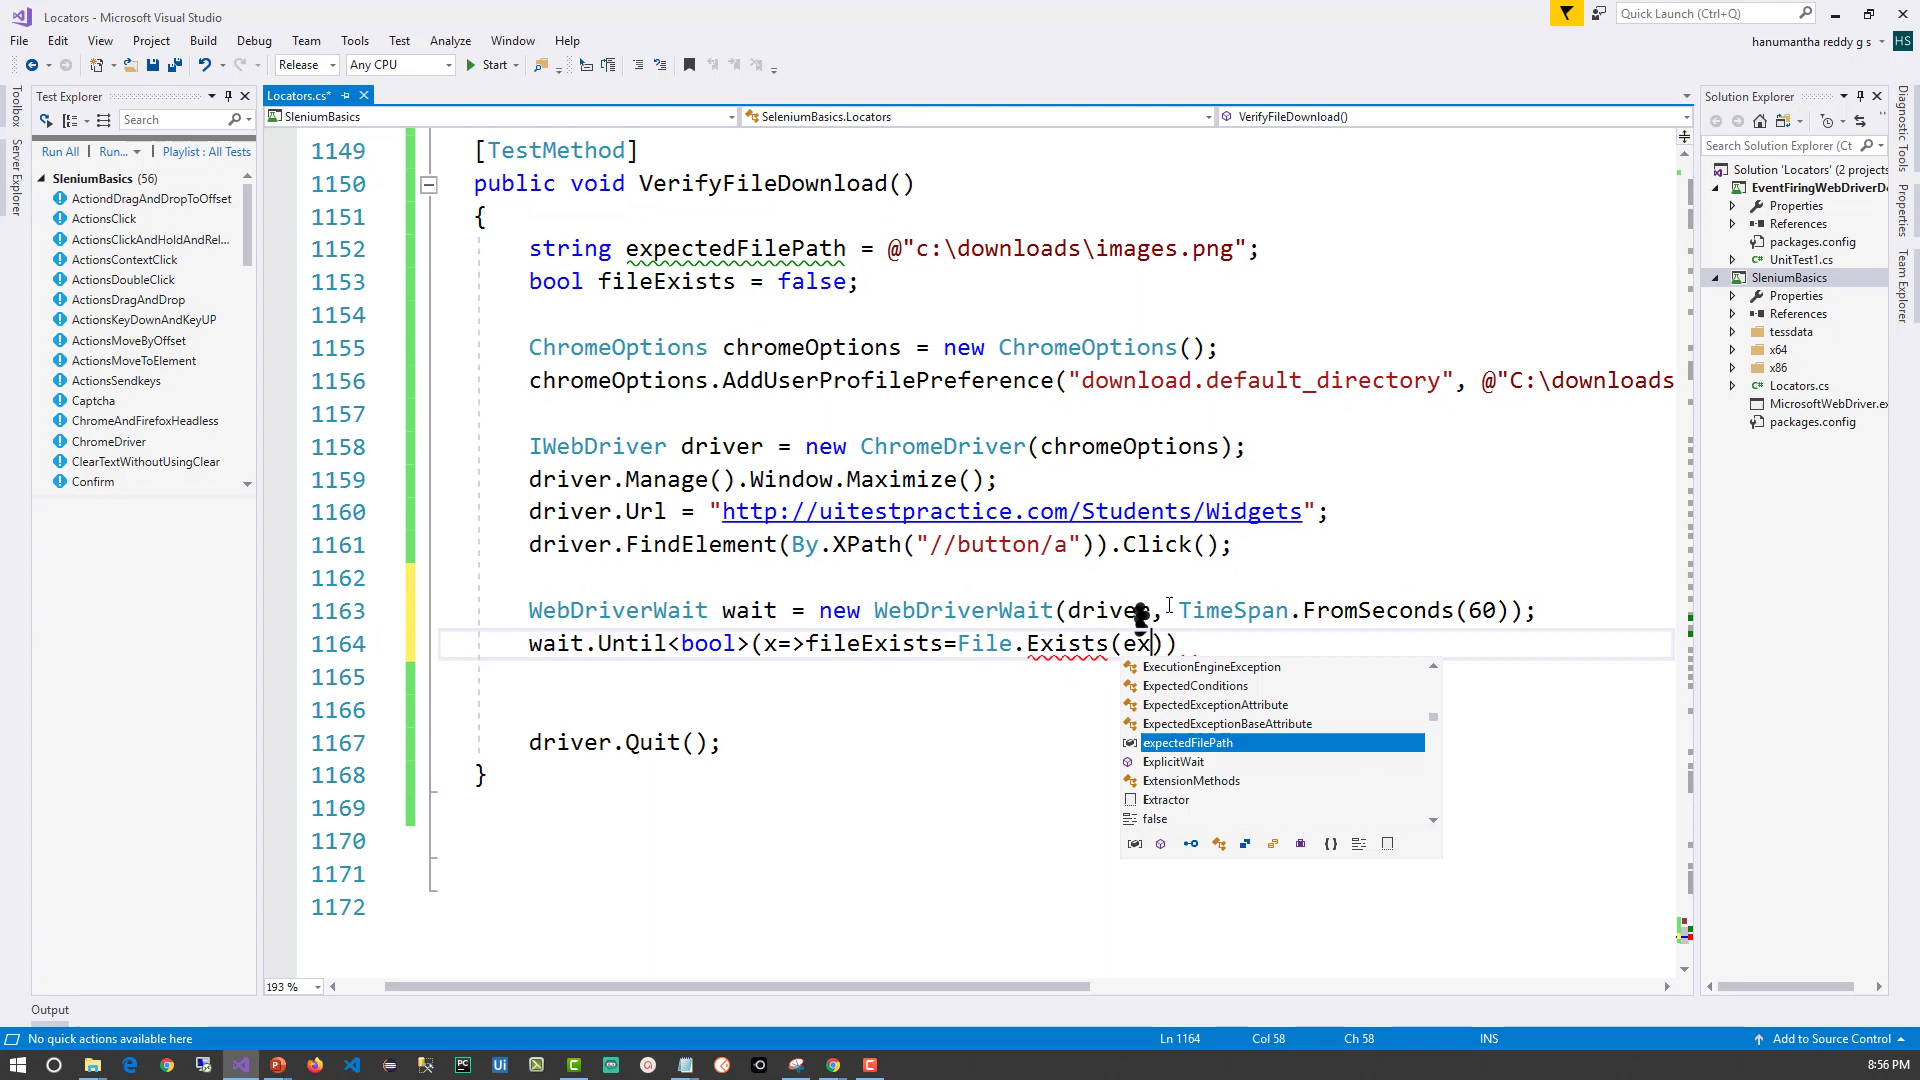 Locators - Microsoft Visual Studio
Quick Launch (Ctrl+Q)
File Edit View Project Build Debug Team Tools Test Analyze Window Help
hanumantha reddy g s
HS
Release Any CPU Start
Toolbox
Server Explorer
Test Explorer
Search
Run All | Run... | Playlist : All Tests
SleniumBasics (56)
ActiondDragAndDropToOffset
ActionsClick
ActionsClickAndHoldAndRel...
ActionsContextClick
ActionsDoubleClick
ActionsDragAndDrop
ActionsKeyDownAndKeyUP
ActionsMoveByOffset
ActionsMoveToElement
ActionsSendkeys
Captcha
ChromeAndFirefoxHeadless
ChromeDriver
ClearTextWithoutUsingClear
Confirm
Locators.cs*
SleniumBasics
SeleniumBasics.Locators
VerifyFileDownload()
1149 [TestMethod]
1150 public void VerifyFileDownload()
1151 {
1152 string expectedFilePath = @"c:\downloads\images.png";
1153 bool fileExists = false;
1154
1155 ChromeOptions chromeOptions = new ChromeOptions();
1156 chromeOptions.AddUserProfilePreference("download.default_directory", @"C:\downloads
1157
1158 IWebDriver driver = new ChromeDriver(chromeOptions);
1159 driver.Manage().Window.Maximize();
1160 driver.Url = "http://uitestpractice.com/Students/Widgets";
1161 driver.FindElement(By.XPath("//button/a")).Click();
1162
1163 WebDriverWait wait = new WebDriverWait(driver, TimeSpan.FromSeconds(60));
1164 wait.Until<bool>(x=>fileExists=File.Exists(ex))
1165
1166
1167 driver.Quit();
1168 }
1169
1170
1171
1172
ExecutionEngineException
ExpectedConditions
ExpectedExceptionAttribute
ExpectedExceptionBaseAttribute
expectedFilePath
ExplicitWait
ExtensionMethods
Extractor
false
193 %
Solution Explorer
Search Solution Explorer (Ct
Solution 'Locators' (2 projects
EventFiringWebDriverD
Properties
References
packages.config
UnitTest1.cs
SleniumBasics
Properties
References
tessdata
x64
x86
Locators.cs
MicrosoftWebDriver.ex
packages.config
Diagnostic Tools
Properties
Team Explorer
Output
No quick actions available here
Ln 1164 Col 58 Ch 58 INS
Add to Source Control
8:56 PM